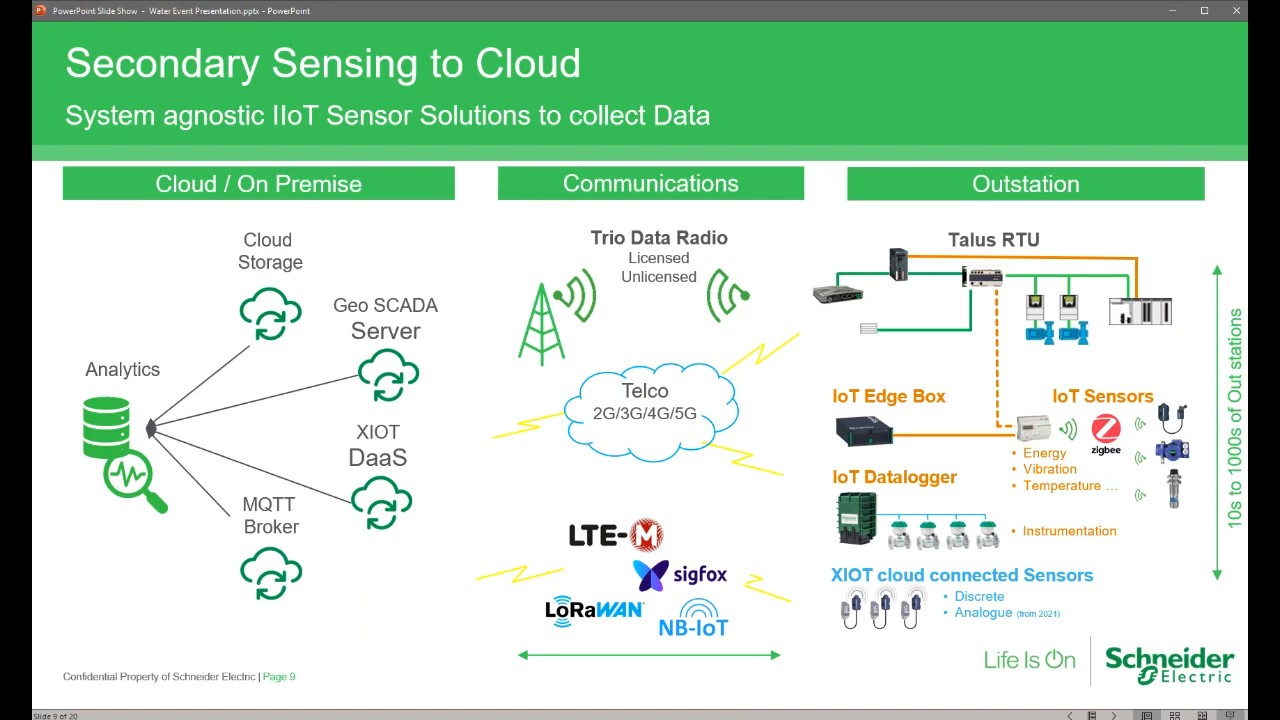 PowerPoint Slide Show - Water Event Presentation.pptx - PowerPoint
Secondary Sensing to Cloud
System agnostic IIoT Sensor Solutions to collect Data
Cloud / On Premise
Cloud
Storage
Geo SCADA
Server
Analytics
XIOT
DaaS
MQTT
Broker
Communications
Trio Data Radio
Licensed
Unlicensed
Telco
2G/3G/4G/5G
LTE-M
sigfox
LoRaWAN
NB-IoT
Outstation
Talus RTU
IoT Edge Box
IoT Sensors
zigbee
• Energy
• Vibration
• Temperature ...
IoT Datalogger
• Instrumentation
XIOT cloud connected Sensors
• Discrete
• Analogue (from 2021)
10s to 1000s of Out stations
Confidential Property of Schneider Electric | Page 9
Life Is On
Schneider
Electric
Slide 9 of 20